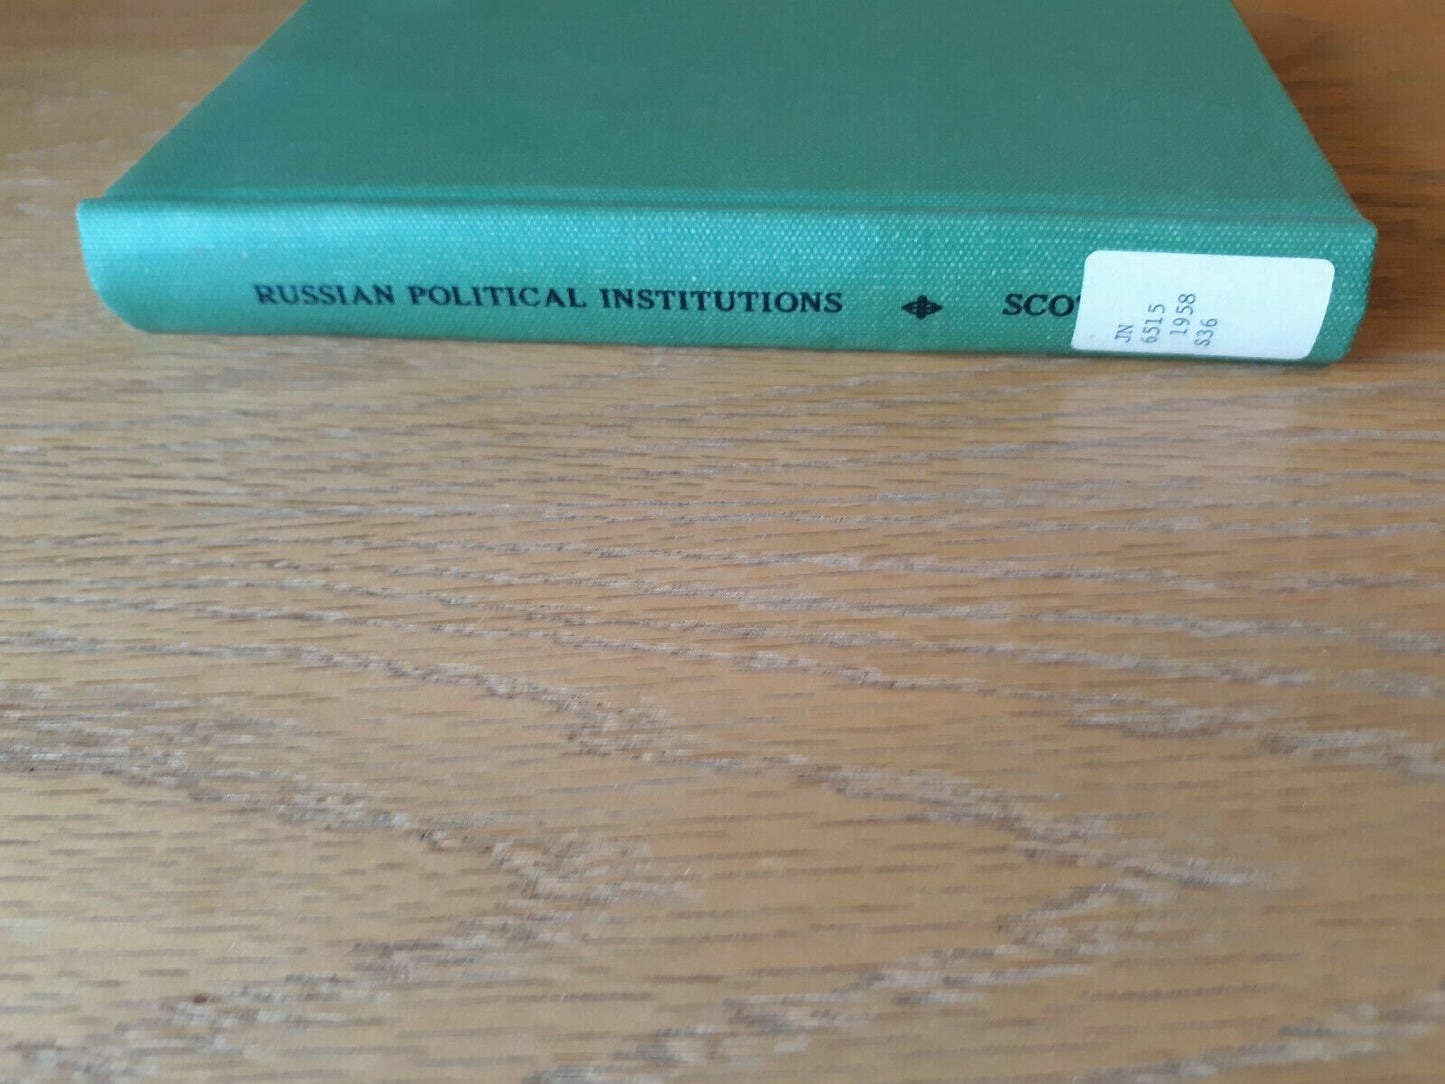 RUSSIAN POLITICAL INSTITUTIONS SCO
JN
6515
1958
S36